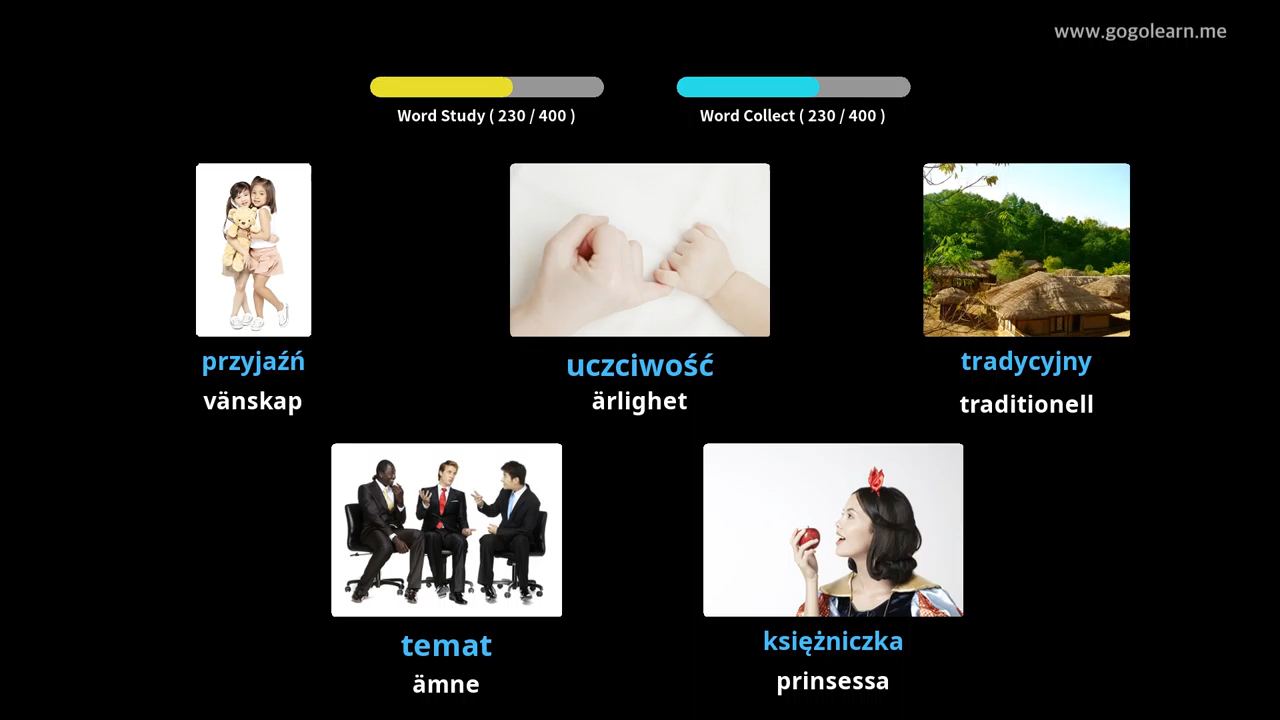 www.gogolearn.me
Word Study ( 230 / 400 )
Word Collect ( 230 / 400 )
przyjaźń
vänskap
uczciwość
ärlighet
tradycyjny
traditionell
temat
ämne
księżniczka
prinsessa